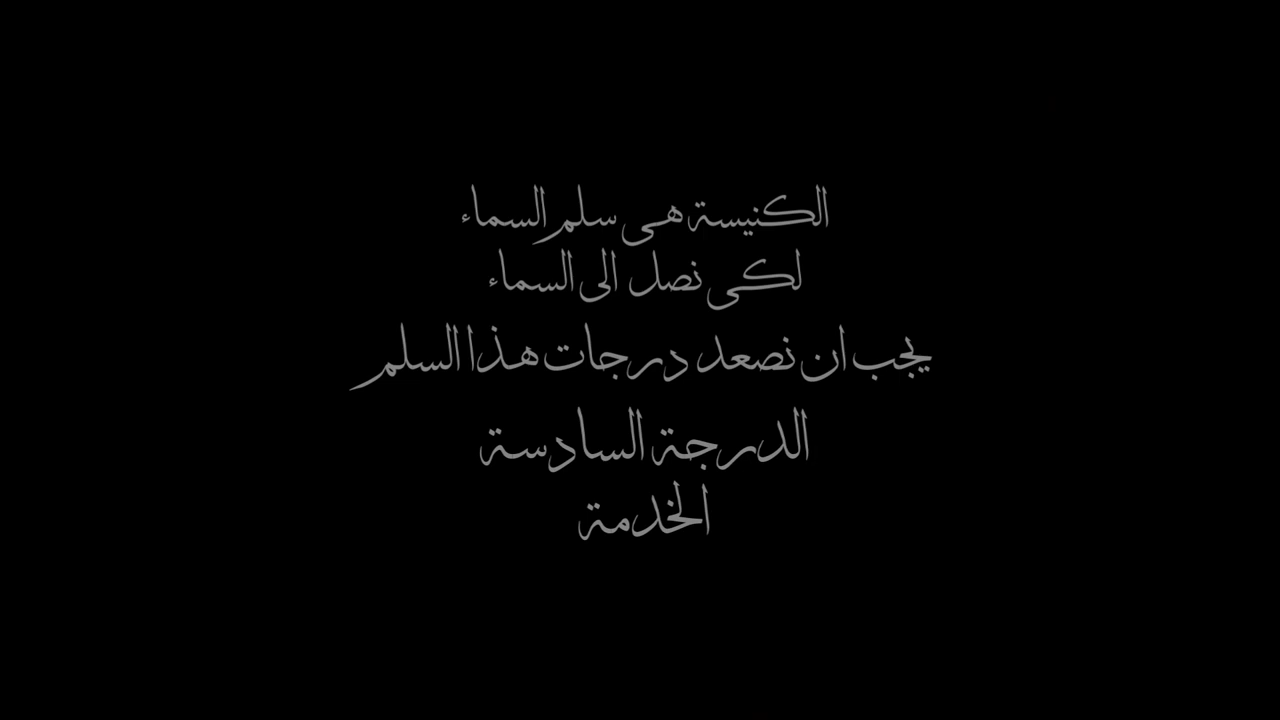 الكنيسة هى سلم السماء
لكى نصل الى السماء
يجب ان نصعد درجات هذا السلم
الدرجة السادسة
الخدمة